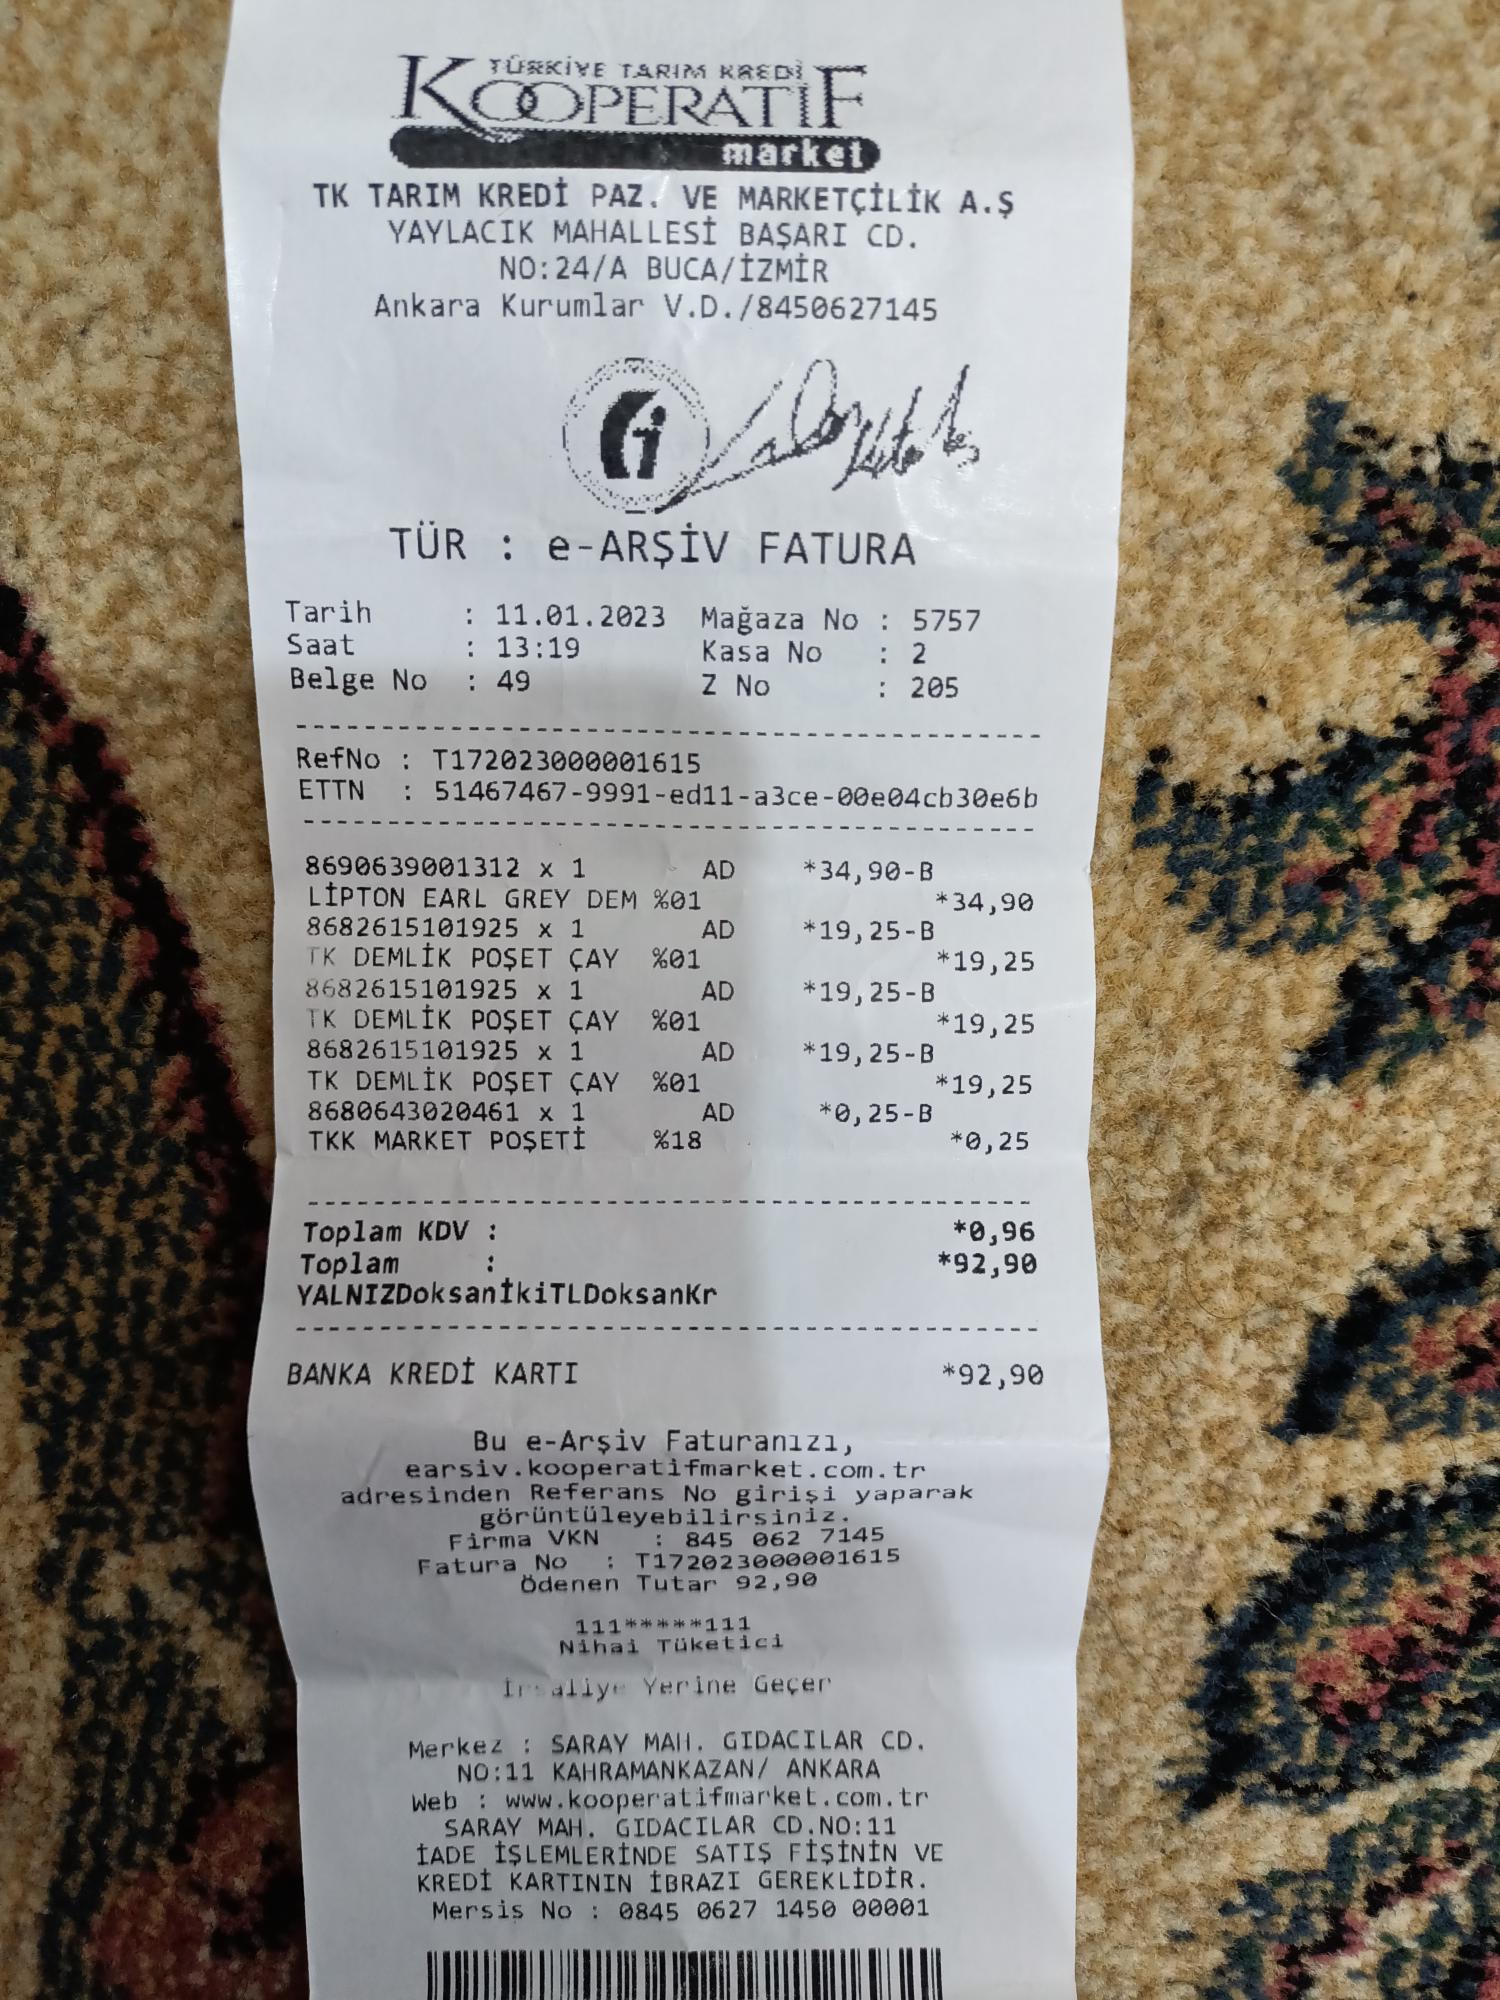 TÜRKİYE TARIM KREDİ
KOOPERATİF
market
TK TARIM KREDİ PAZ. VE MARKETÇİLİK A.Ş
YAYLACIK MAHALLESİ BAŞARI CD.
NO:24/A BUCA/İZMİR
Ankara Kurumlar V.D./8450627145
TÜR : e-ARŞİV FATURA
Tarih : 11.01.2023 Mağaza No : 5757
Saat : 13:19 Kasa No : 2
Belge No : 49 Z No : 205
RefNo : T172023000001615
ETTN : 51467467-9991-ed11-a3ce-00e04cb30e6b
8690639001312 x 1 AD *34,90-B
LİPTON EARL GREY DEM %01 *34,90
8682615101925 x 1 AD *19,25-B
TK DEMLİK POŞET ÇAY %01 *19,25
8682615101925 x 1 AD *19,25-B
TK DEMLİK POŞET ÇAY %01 *19,25
8682615101925 x 1 AD *19,25-B
TK DEMLİK POŞET ÇAY %01 *19,25
8680643020461 x 1 AD *0,25-B
TKK MARKET POŞETİ %18 *0,25
Toplam KDV : *0,96
Toplam : *92,90
YALNIZDoksanİkiTLDoksanKr
BANKA KREDİ KARTI *92,90
Bu e-Arşiv Faturanızı,
earsiv.kooperatifmarket.com.tr
adresinden Referans No girişi yaparak
görüntüleyebilirsiniz.
Firma VKN : 845 062 7145
Fatura No : T172023000001615
Ödenen Tutar 92,90
111*****111
Nihai Tüketici
İrsaliye Yerine Geçer
Merkez : SARAY MAH. GIDACILAR CD.
NO:11 KAHRAMANKAZAN/ ANKARA
Web : www.kooperatifmarket.com.tr
SARAY MAH. GIDACILAR CD.NO:11
İADE İŞLEMLERİNDE SATIŞ FİŞİNİN VE
KREDİ KARTININ İBRAZI GEREKLİDİR.
Mersis No : 0845 0627 1450 00001